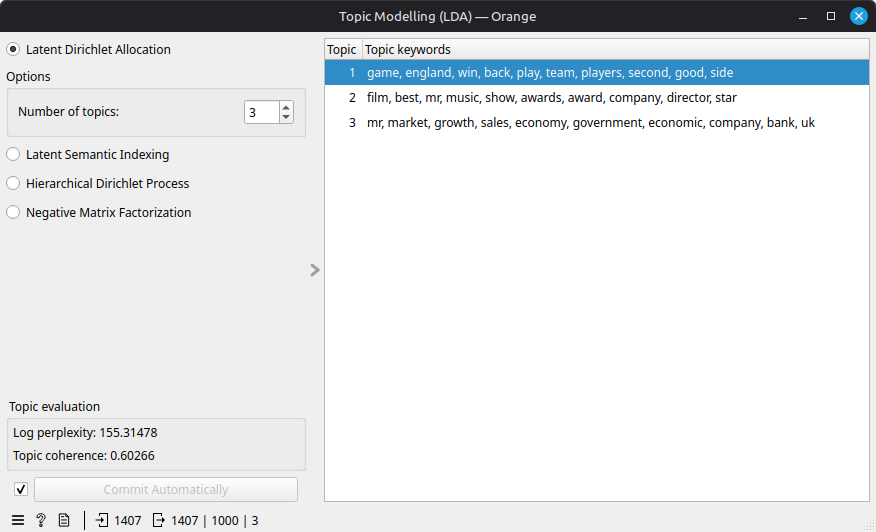 Topic Modelling (LDA) — Orange
Latent Dirichlet Allocation
Options
Number of topics: 3
Latent Semantic Indexing
Hierarchical Dirichlet Process
Negative Matrix Factorization
Topic evaluation
Log perplexity: 155.31478
Topic coherence: 0.60266
Commit Automatically
1407
1407 | 1000 | 3
Topic Topic keywords
1 game, england, win, back, play, team, players, second, good, side
2 film, best, mr, music, show, awards, award, company, director, star
3 mr, market, growth, sales, economy, government, economic, company, bank, uk